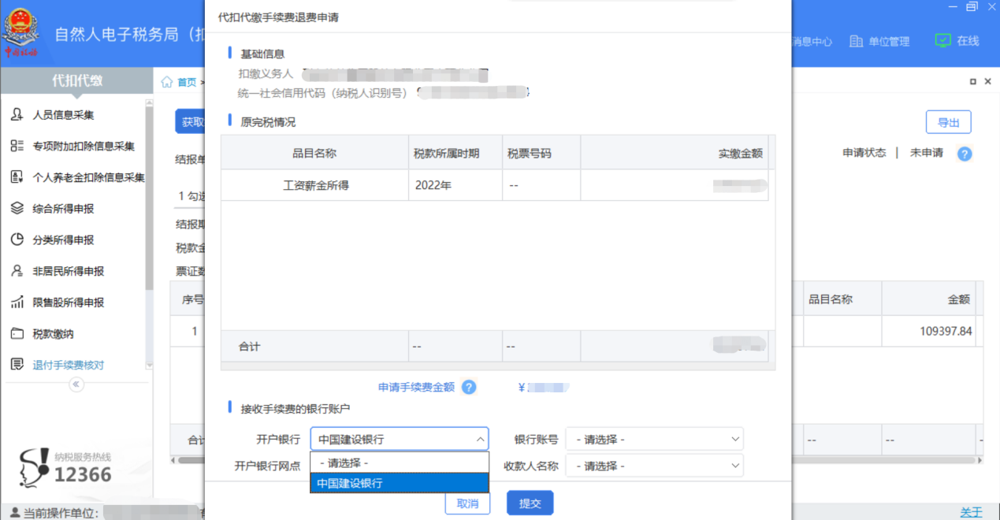 代扣代缴手续费退费申请
自然人电子税务局（扣
消息中心 单位管理 在线
代扣代缴
首页 >
人员信息采集
专项附加扣除信息采集
个人养老金扣除信息采集
综合所得申报
分类所得申报
非居民所得申报
限售股所得申报
税款缴纳
退付手续费核对
«
纳税服务热线
12366
当前操作单位：
获取
结报单
1 勾选
结报期
税款金
票证数
序号
1
合计
基础信息
扣缴义务人
统一社会信用代码（纳税人识别号）
原完税情况
品目名称 税款所属时期 税票号码 实缴金额
工资薪金所得 2022年 --
合计 -- --
申请手续费金额 ? ¥
接收手续费的银行账户
开户银行 中国建设银行 银行账号 - 请选择 -
- 请选择 -
中国建设银行
开户银行网点 收款人名称 - 请选择 -
取消 提交
导出
申请状态 | 未申请 ?
品目名称 金额
109397.84
-- -- -
关于